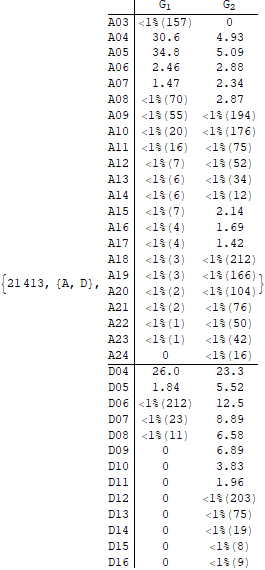 G1 G2
A03 <1%(157) 0
A04 30.6 4.93
A05 34.8 5.09
A06 2.46 2.88
A07 1.47 2.34
A08 <1%(70) 2.87
A09 <1%(55) <1%(194)
A10 <1%(20) <1%(176)
A11 <1%(16) <1%(75)
A12 <1%(7) <1%(52)
A13 <1%(6) <1%(34)
A14 <1%(6) <1%(12)
A15 <1%(7) 2.14
A16 <1%(4) 1.69
A17 <1%(4) 1.42
A18 <1%(3) <1%(212)
A19 <1%(3) <1%(166)
{21413, {A, D}, A20 <1%(2) <1%(104) }
A21 <1%(2) <1%(76)
A22 <1%(1) <1%(50)
A23 <1%(1) <1%(42)
A24 0 <1%(16)
D04 26.0 23.3
D05 1.84 5.52
D06 <1%(212) 12.5
D07 <1%(23) 8.89
D08 <1%(11) 6.58
D09 0 6.89
D10 0 3.83
D11 0 1.96
D12 0 <1%(203)
D13 0 <1%(75)
D14 0 <1%(19)
D15 0 <1%(8)
D16 0 <1%(9)